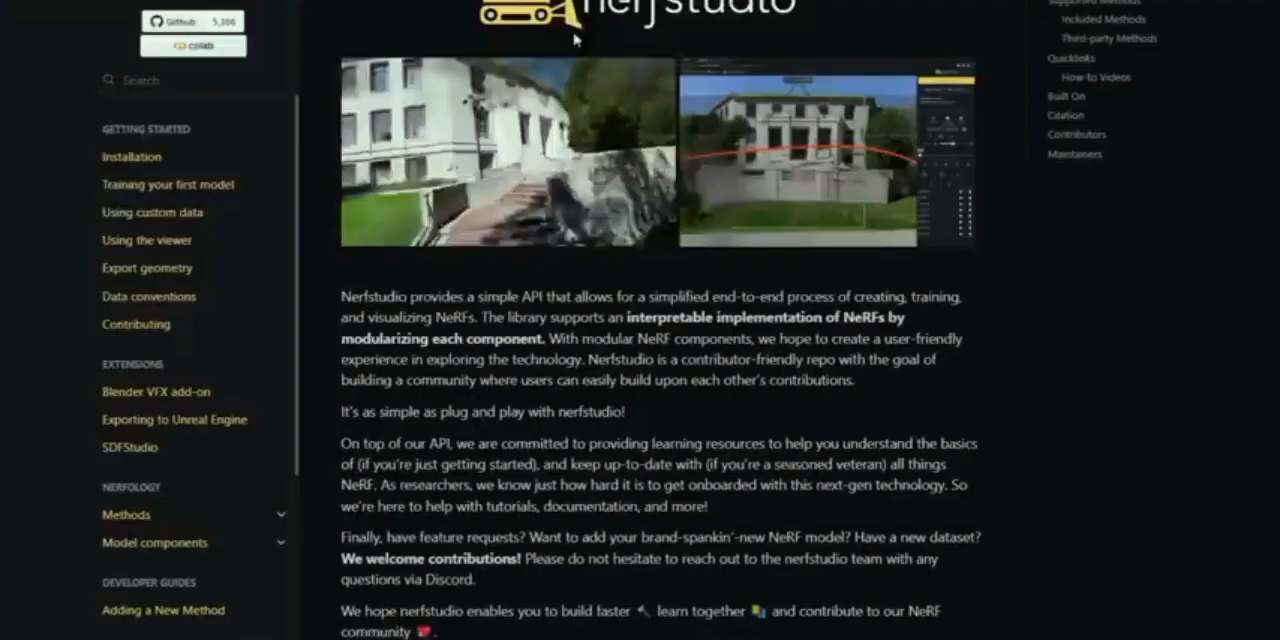 Github 5,366
nerfstudio
Search
GETTING STARTED
Installation
Training your first model
Using custom data
Using the viewer
Export geometry
Data conventions
Contributing
EXTENSIONS
Blender VFX add-on
Exporting to Unreal Engine
SDFStudio
NERFOLOGY
Methods
Model components
DEVELOPER GUIDES
Adding a New Method
Nerfstudio provides a simple API that allows for a simplified end-to-end process of creating, training,
and visualizing NeRFs. The library supports an interpretable implementation of NeRFs by
modularizing each component. With modular NeRF components, we hope to create a user-friendly
experience in exploring the technology. Nerfstudio is a contributor-friendly repo with the goal of
building a community where users can easily build upon each other's contributions.
It's as simple as plug and play with nerfstudio!
On top of our API, we are committed to providing learning resources to help you understand the basics
of (if you're just getting started), and keep up-to-date with (if you're a seasoned veteran) all things
NeRF. As researchers, we know just how hard it is to get onboarded with this next-gen technology. So
we're here to help with tutorials, documentation, and more!
Finally, have feature requests? Want to add your brand-spankin'-new NeRF model? Have a new dataset?
We welcome contributions! Please do not hesitate to reach out to the nerfstudio team with any
questions via Discord.
We hope nerfstudio enables you to build faster 🔨 learn together 📚 and contribute to our NeRF
community 💖.
Supported Methods
Included Methods
Third-party Methods
Quicklinks
How-to Videos
Built On
Citation
Contributors
Maintainers